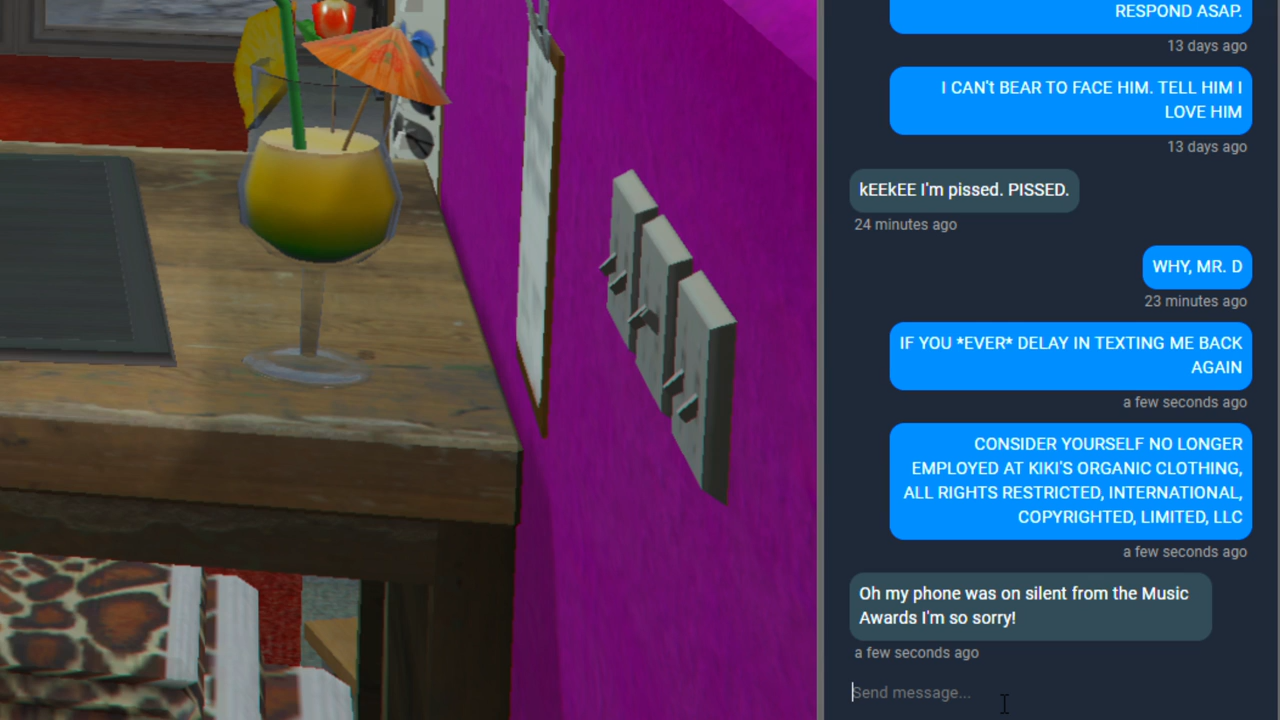 RESPOND ASAP.
13 days ago
I CAN't BEAR TO FACE HIM. TELL HIM I
LOVE HIM
13 days ago
kEEkEE I'm pissed. PISSED.
24 minutes ago
WHY, MR. D
23 minutes ago
IF YOU *EVER* DELAY IN TEXTING ME BACK
AGAIN
a few seconds ago
CONSIDER YOURSELF NO LONGER
EMPLOYED AT KIKI'S ORGANIC CLOTHING,
ALL RIGHTS RESTRICTED, INTERNATIONAL,
COPYRIGHTED, LIMITED, LLC
a few seconds ago
Oh my phone was on silent from the Music
Awards I'm so sorry!
a few seconds ago
Send message...